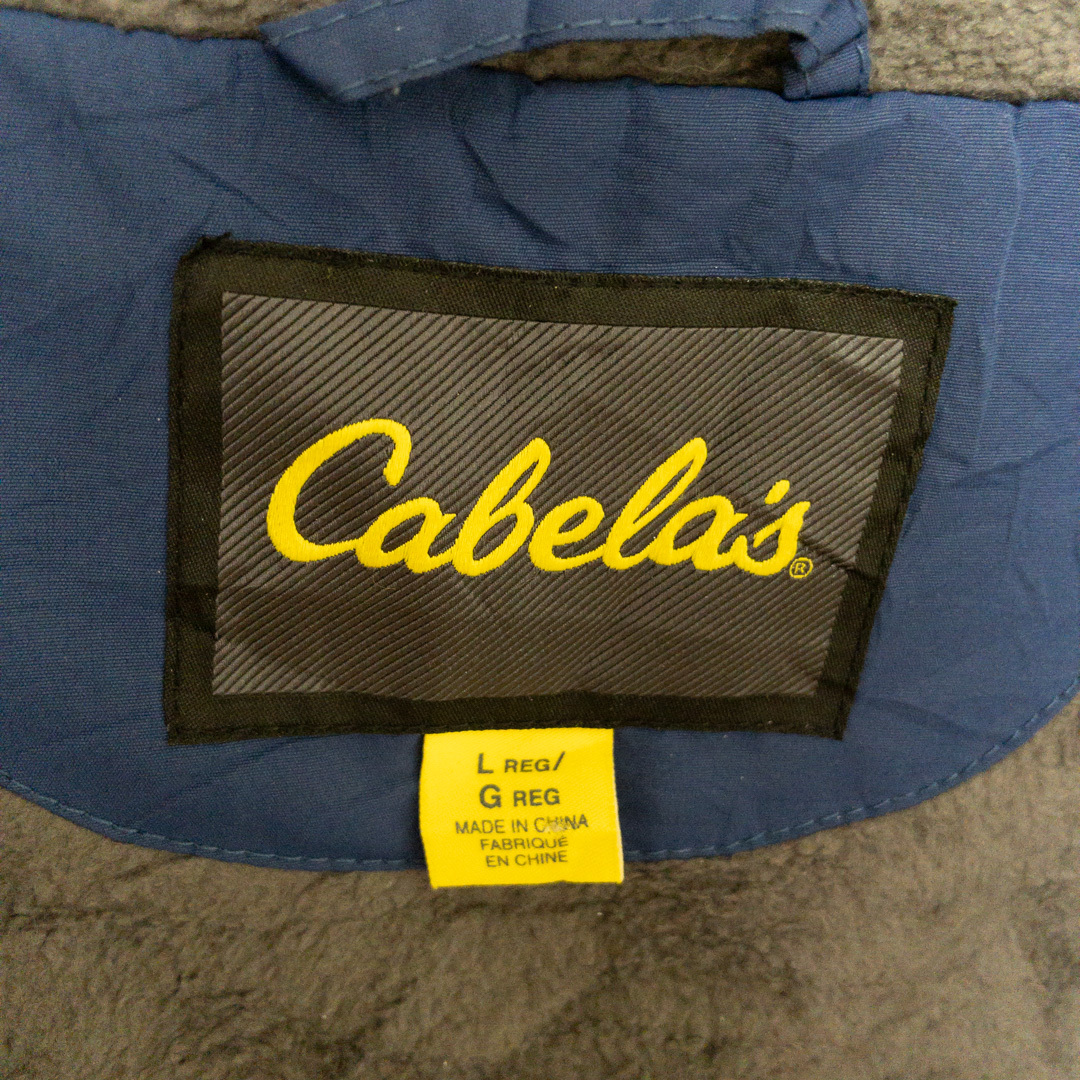 Cabela's®
L REG/
G REG
MADE IN CHINA
FABRIQUÉ
EN CHINE